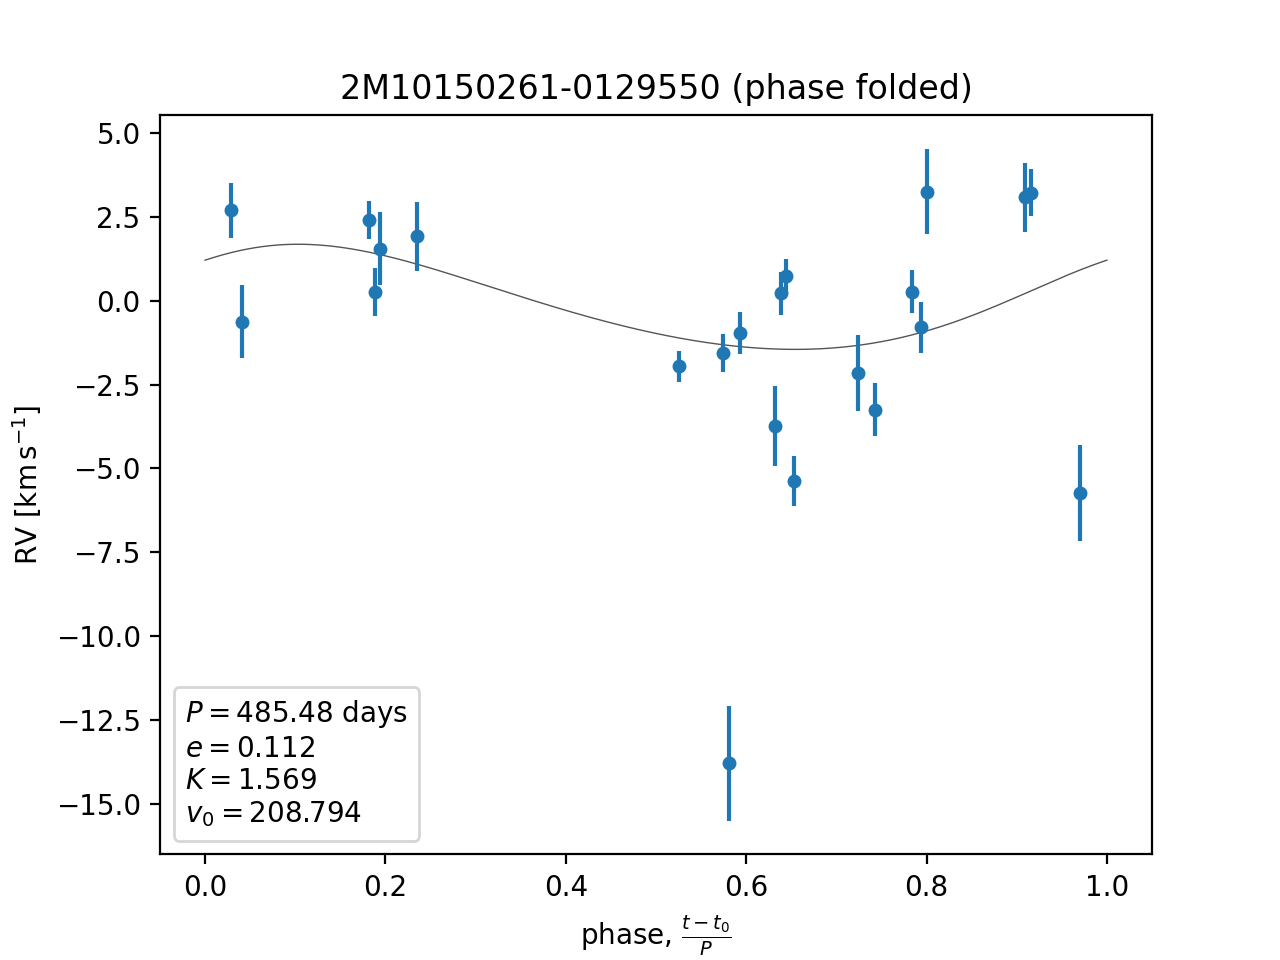 2M10150261-0129550 (phase folded)
5.0
2.5
0.0
−2.5
−5.0
−7.5
−10.0
−12.5
−15.0
RV [km s⁻¹]
P = 485.48 days
e = 0.112
K = 1.569
v₀ = 208.794
0.0 0.2 0.4 0.6 0.8 1.0
phase, (t − t₀)/P